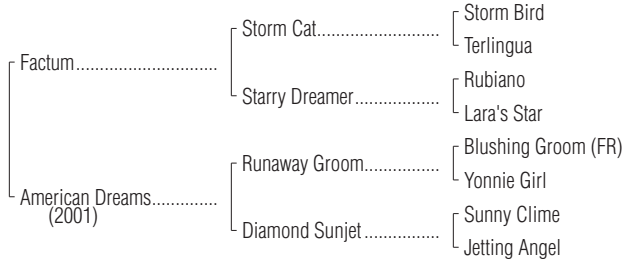 Storm Bird
Storm Cat
Terlingua
Factum
Rubiano
Starry Dreamer
Lara's Star
Blushing Groom (FR)
Runaway Groom
Yonnie Girl
American Dreams
(2001)
Sunny Clime
Diamond Sunjet
Jetting Angel